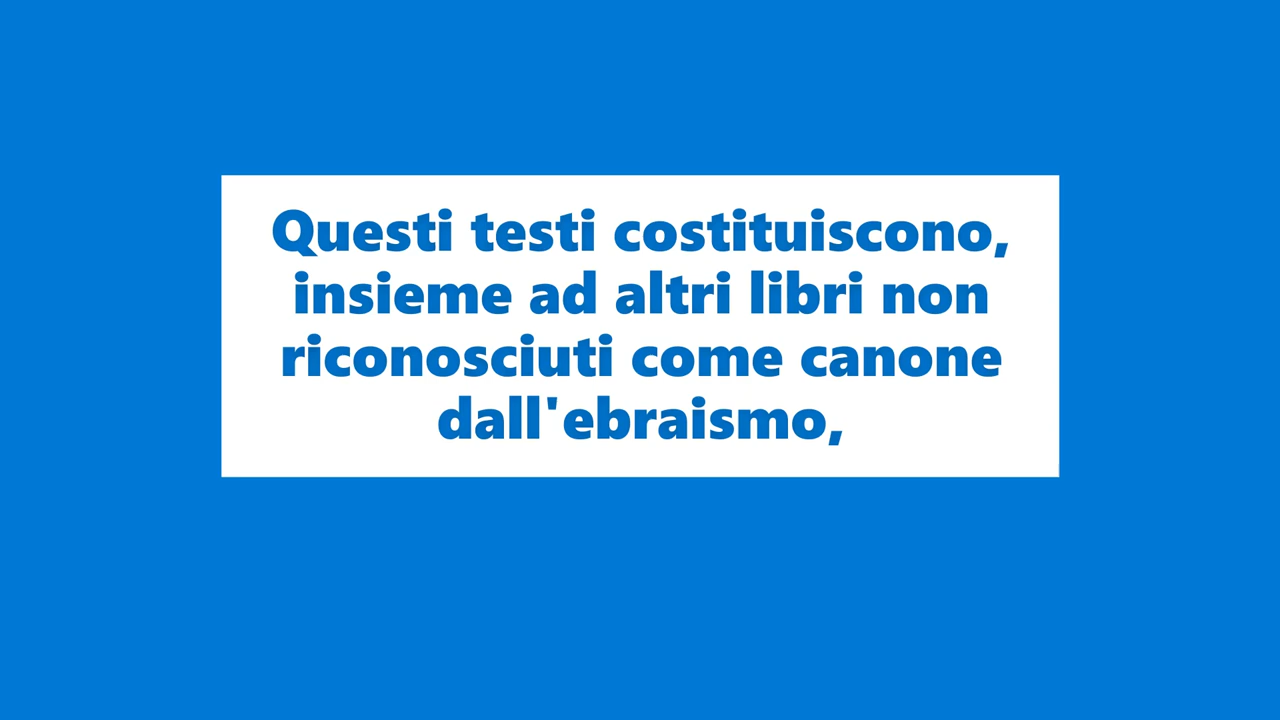 Questi testi costituiscono,
insieme ad altri libri non
riconosciuti come canone
dall'ebraismo,